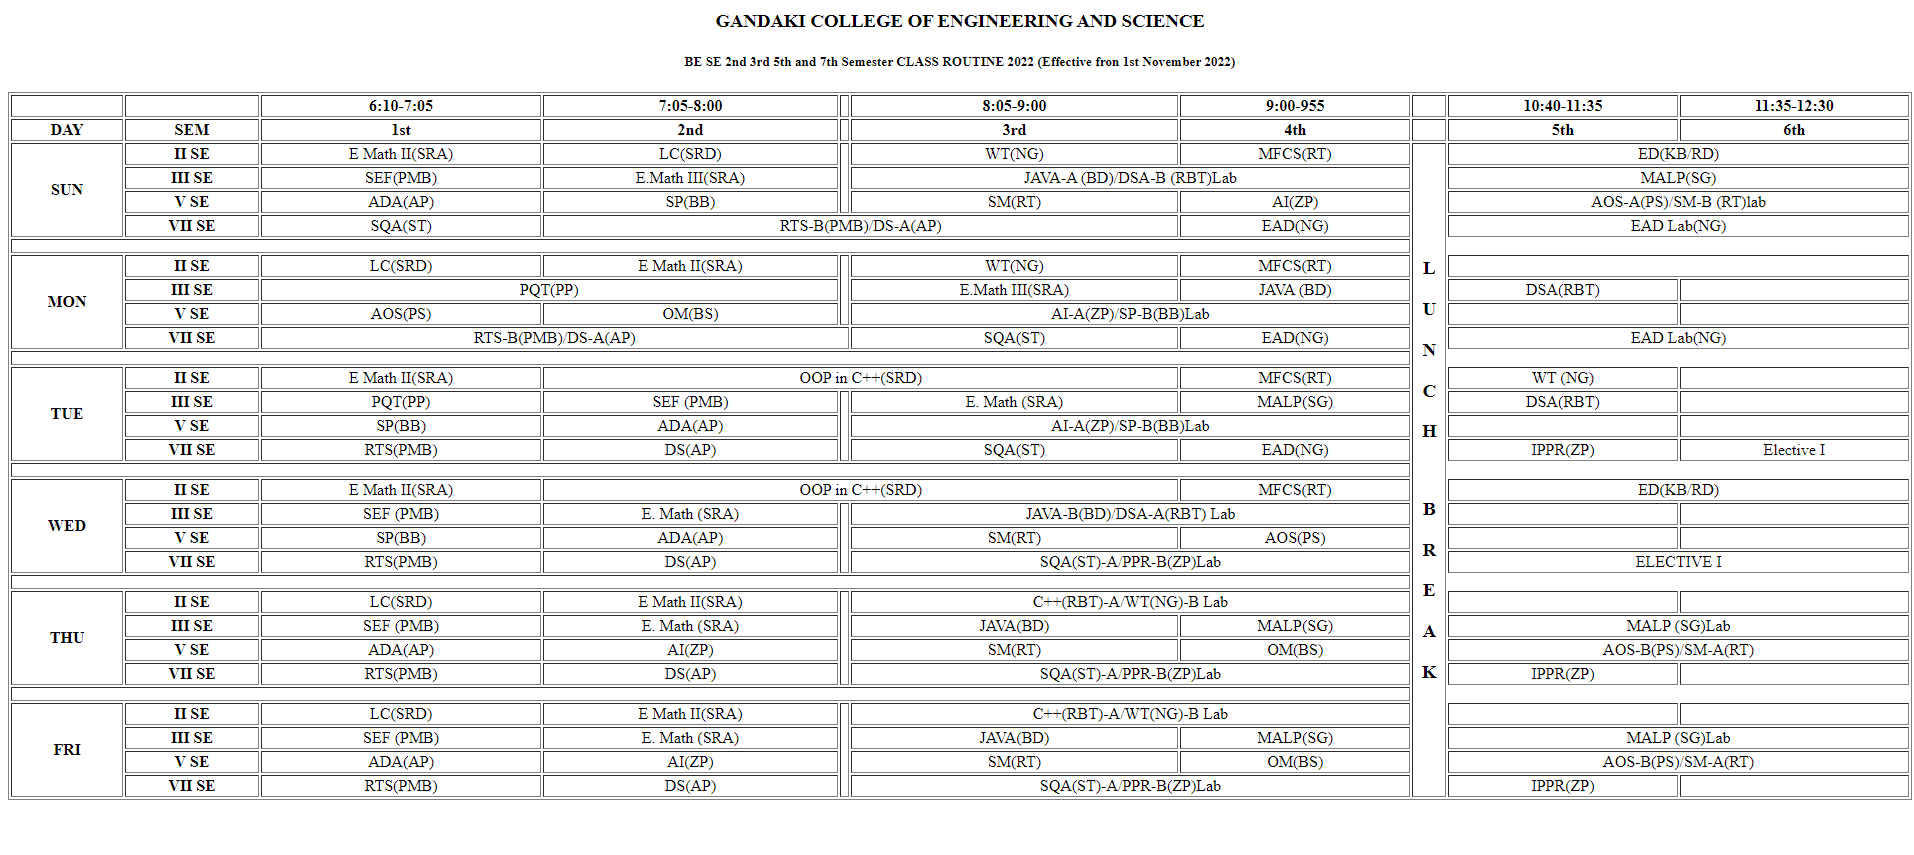 GANDAKI COLLEGE OF ENGINEERING AND SCIENCE
BE SE 2nd 3rd 5th and 7th Semester CLASS ROUTINE 2022 (Effective fron 1st November 2022)
6:10-7:05 7:05-8:00 8:05-9:00 9:00-955 10:40-11:35 11:35-12:30
DAY SEM 1st 2nd 3rd 4th 5th 6th
SUN
II SE E Math II(SRA) LC(SRD) WT(NG) MFCS(RT) ED(KB/RD)
III SE SEF(PMB) E.Math III(SRA) JAVA-A (BD)/DSA-B (RBT)Lab MALP(SG)
V SE ADA(AP) SP(BB) SM(RT) AI(ZP) AOS-A(PS)/SM-B (RT)lab
VII SE SQA(ST) RTS-B(PMB)/DS-A(AP) EAD(NG) EAD Lab(NG)
LUNCH BREAK
MON
II SE LC(SRD) E Math II(SRA) WT(NG) MFCS(RT)
III SE PQT(PP) E.Math III(SRA) JAVA (BD) DSA(RBT)
V SE AOS(PS) OM(BS) AI-A(ZP)/SP-B(BB)Lab
VII SE RTS-B(PMB)/DS-A(AP) SQA(ST) EAD(NG) EAD Lab(NG)
TUE
II SE E Math II(SRA) OOP in C++(SRD) MFCS(RT) WT (NG)
III SE PQT(PP) SEF (PMB) E. Math (SRA) MALP(SG) DSA(RBT)
V SE SP(BB) ADA(AP) AI-A(ZP)/SP-B(BB)Lab
VII SE RTS(PMB) DS(AP) SQA(ST) EAD(NG) IPPR(ZP) Elective I
WED
II SE E Math II(SRA) OOP in C++(SRD) MFCS(RT) ED(KB/RD)
III SE SEF (PMB) E. Math (SRA) JAVA-B(BD)/DSA-A(RBT) Lab
V SE SP(BB) ADA(AP) SM(RT) AOS(PS)
VII SE RTS(PMB) DS(AP) SQA(ST)-A/PPR-B(ZP)Lab ELECTIVE I
THU
II SE LC(SRD) E Math II(SRA) C++(RBT)-A/WT(NG)-B Lab
III SE SEF (PMB) E. Math (SRA) JAVA(BD) MALP(SG) MALP (SG)Lab
V SE ADA(AP) AI(ZP) SM(RT) OM(BS) AOS-B(PS)/SM-A(RT)
VII SE RTS(PMB) DS(AP) SQA(ST)-A/PPR-B(ZP)Lab IPPR(ZP)
FRI
II SE LC(SRD) E Math II(SRA) C++(RBT)-A/WT(NG)-B Lab
III SE SEF (PMB) E. Math (SRA) JAVA(BD) MALP(SG) MALP (SG)Lab
V SE ADA(AP) AI(ZP) SM(RT) OM(BS) AOS-B(PS)/SM-A(RT)
VII SE RTS(PMB) DS(AP) SQA(ST)-A/PPR-B(ZP)Lab IPPR(ZP)